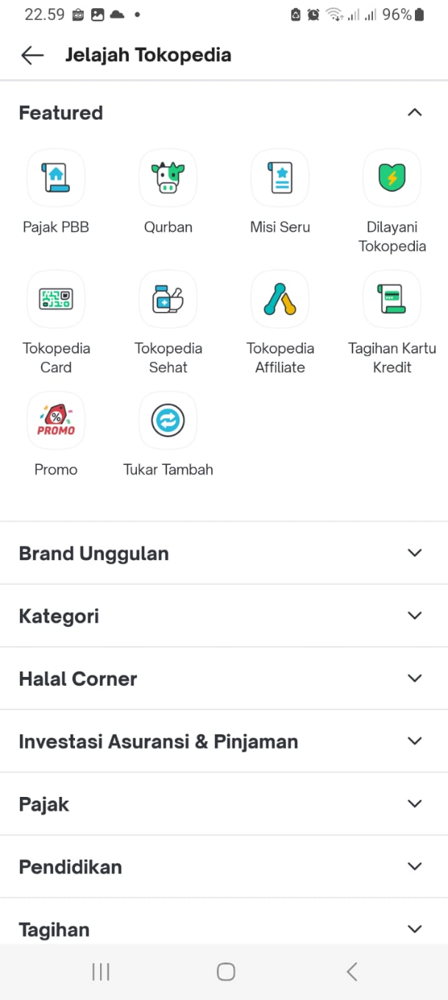 22.59
96%
Jelajah Tokopedia
Featured
Pajak PBB
Qurban
Misi Seru
Dilayani
Tokopedia
Tokopedia
Card
Tokopedia
Sehat
Tokopedia
Affiliate
Tagihan Kartu
Kredit
PROMO
Promo
Tukar Tambah
Brand Unggulan
Kategori
Halal Corner
Investasi Asuransi & Pinjaman
Pajak
Pendidikan
Tagihan